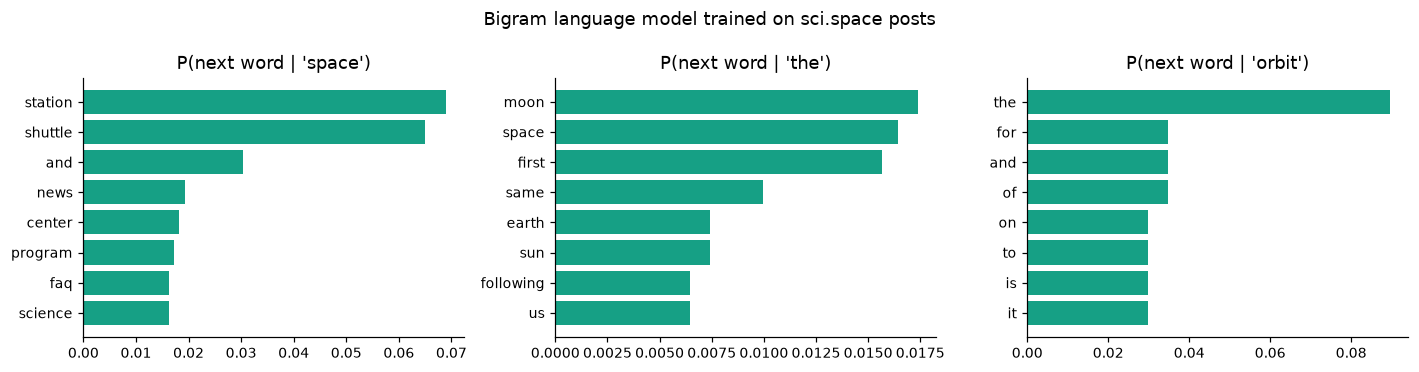 Bigram language model trained on sci.space posts
P(next word | 'space')
station
shuttle
and
news
center
program
faq
science
0.00 0.01 0.02 0.03 0.04 0.05 0.06 0.07
P(next word | 'the')
moon
space
first
same
earth
sun
following
us
0.0000 0.0025 0.0050 0.0075 0.0100 0.0125 0.0150 0.0175
P(next word | 'orbit')
the
for
and
of
on
to
is
it
0.00 0.02 0.04 0.06 0.08